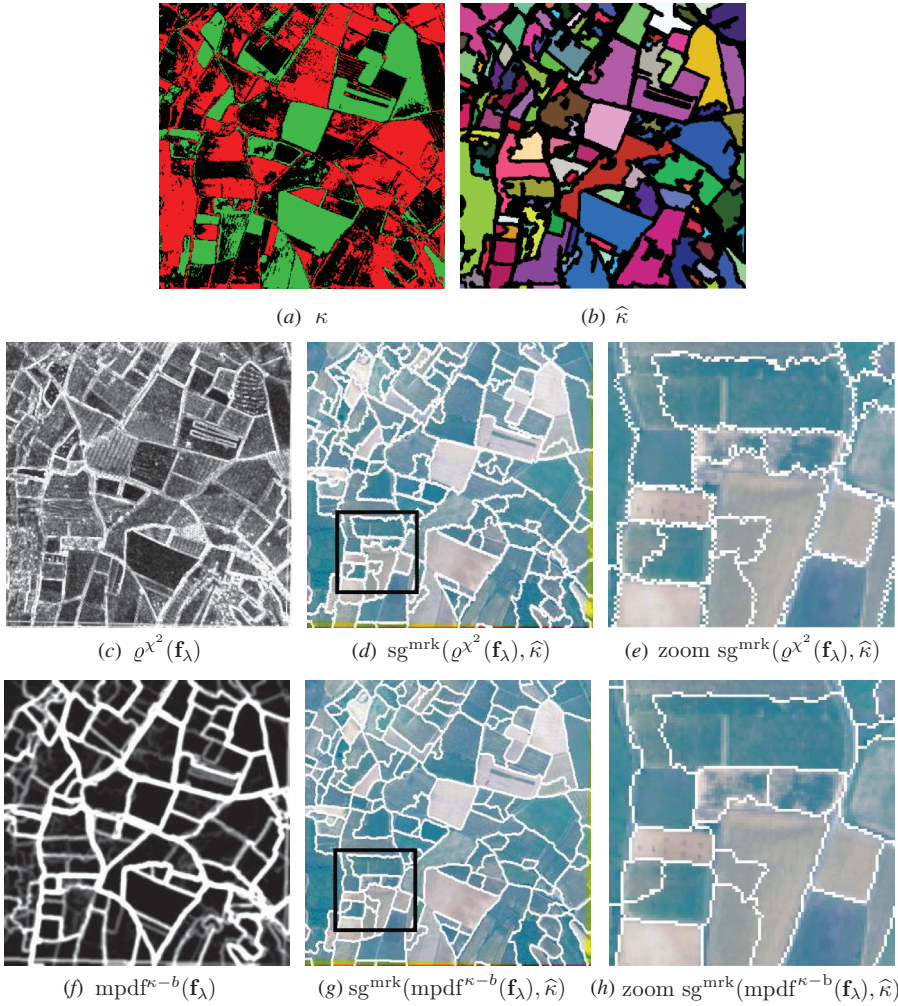 (a) κ
(b) κ̂
(c) ϱ^χ²(f_λ)
(d) sg^mrk(ϱ^χ²(f_λ), κ̂)
(e) zoom sg^mrk(ϱ^χ²(f_λ), κ̂)
(f) mpdf^κ−b(f_λ)
(g) sg^mrk(mpdf^κ−b(f_λ), κ̂)
(h) zoom sg^mrk(mpdf^κ−b(f_λ), κ̂)